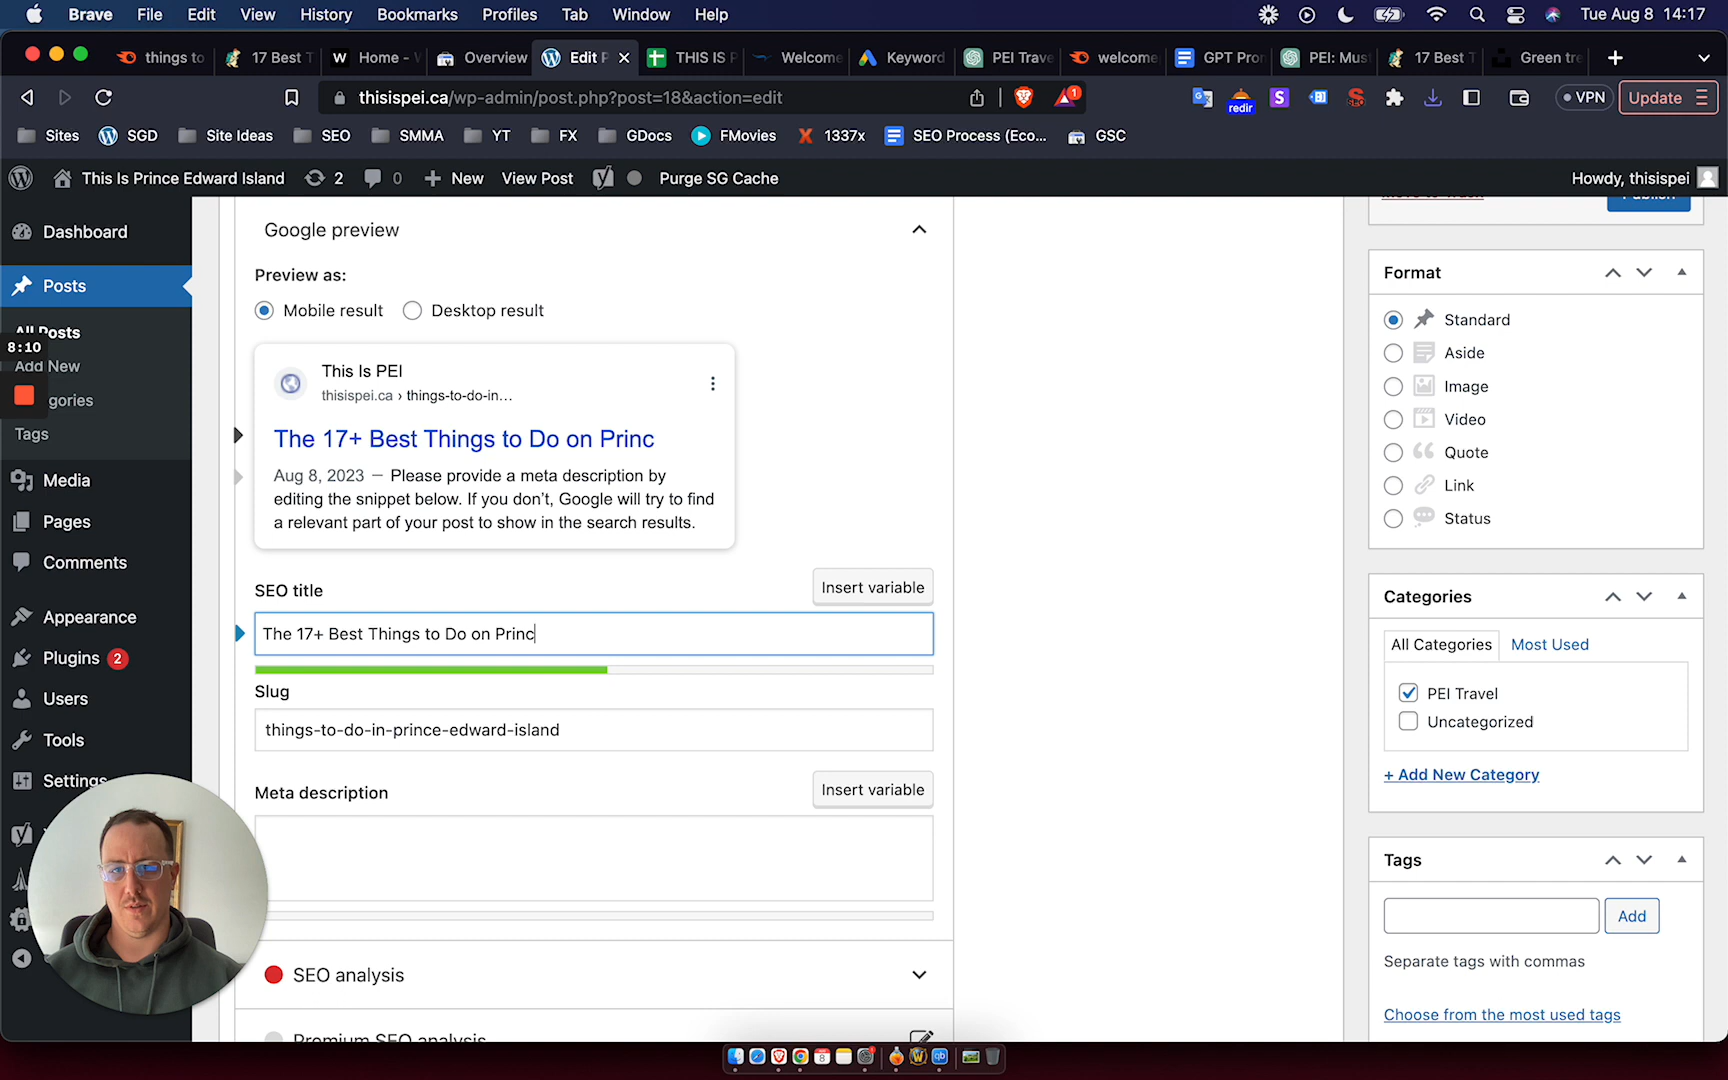 Brave File Edit View History Bookmarks Profiles Tab Window Help Tue Aug 8 14:17
things to 17 Best T Home - Overview Edit P THIS IS P Welcome Keyword PEI Trave welcome GPT Pro PEI: Mus 17 Best T Green tre
thisispei.ca/wp-admin/post.php?post=18&action=edit 1 redir VPN Update
Sites SGD Site Ideas SEO SMMA YT FX GDocs FMovies 1337x SEO Process (Eco... GSC
This Is Prince Edward Island 2 0 New View Post Purge SG Cache Howdy, thisispei
Dashboard
Posts
All Posts
8:10
Add New
gories
Tags
Media
Pages
Comments
Appearance
Plugins 2
Users
Tools
Settings
Google preview
Preview as:
Mobile result Desktop result
This Is PEI
thisispei.ca › things-to-do-in...
The 17+ Best Things to Do on Princ
Aug 8, 2023 — Please provide a meta description by
editing the snippet below. If you don't, Google will try to find
a relevant part of your post to show in the search results.
SEO title
Insert variable
The 17+ Best Things to Do on Princ
Slug
things-to-do-in-prince-edward-island
Meta description
Insert variable
SEO analysis
Premium SEO analysis
Publish
Format
Standard
Aside
Image
Video
Quote
Link
Status
Categories
All Categories Most Used
PEI Travel
Uncategorized
+ Add New Category
Tags
Add
Separate tags with commas
Choose from the most used tags